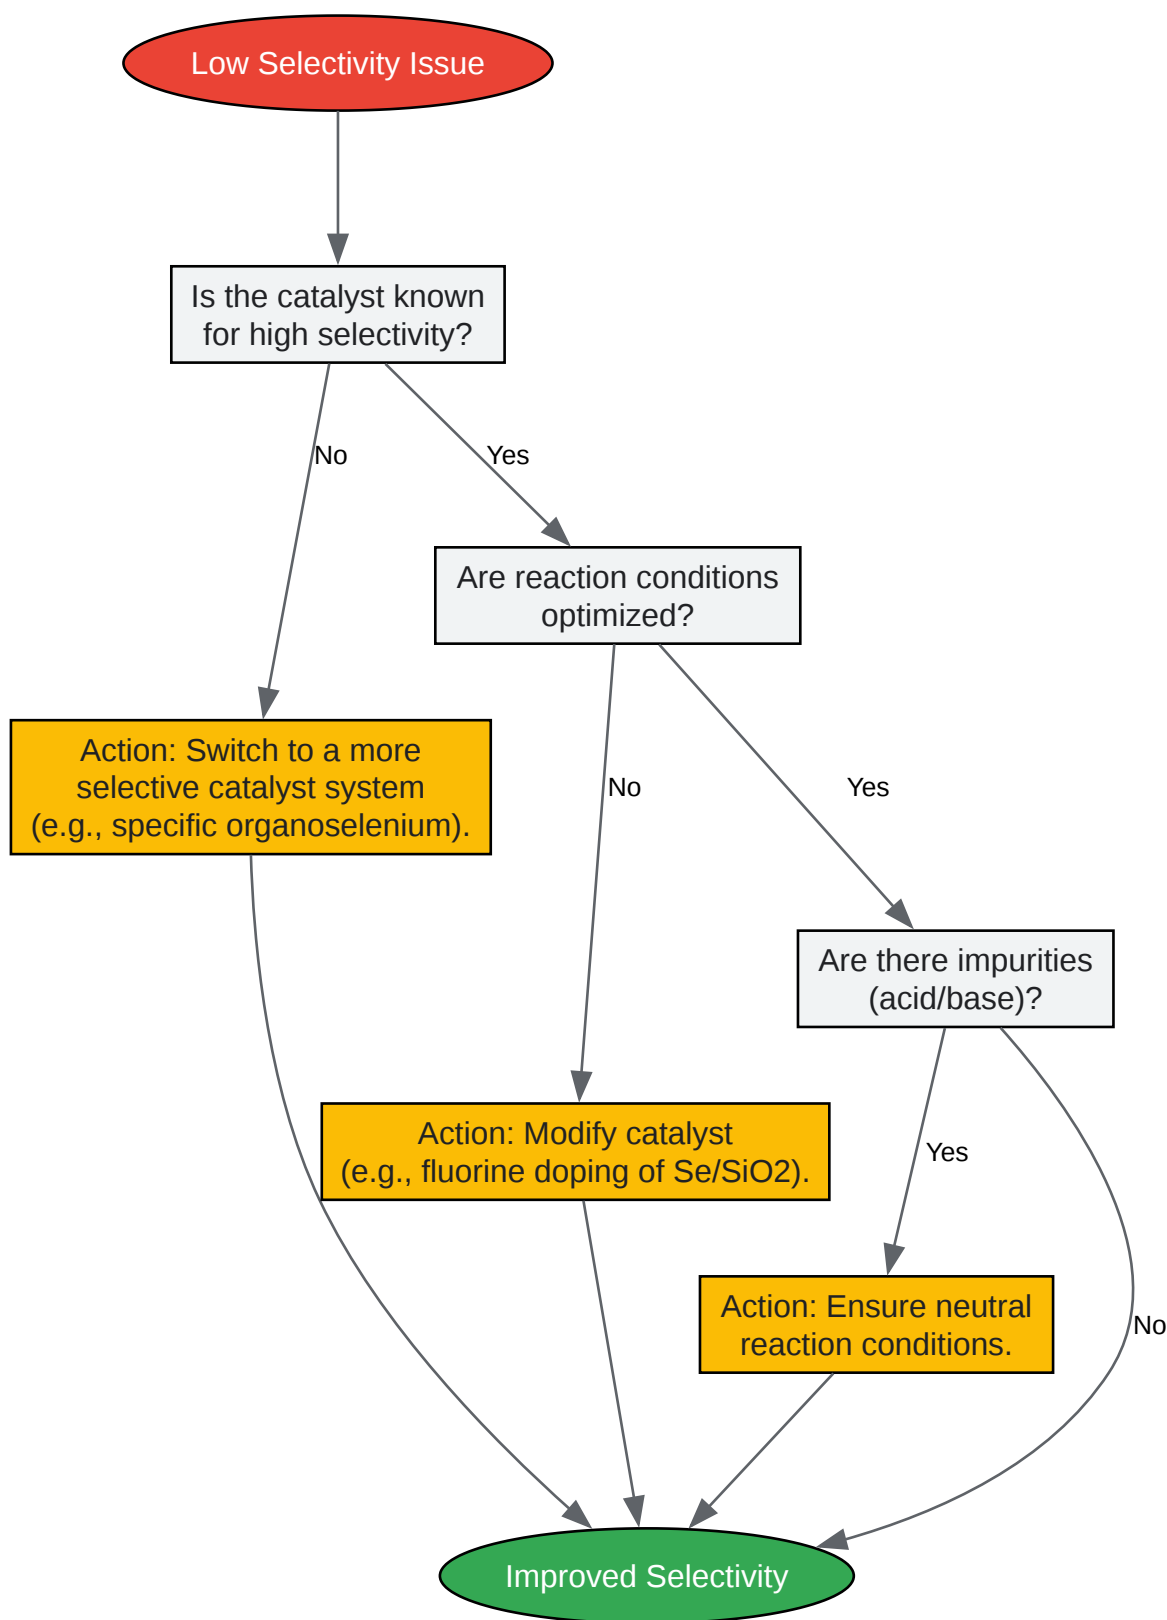 Low Selectivity Issue
Is the catalyst known
for high selectivity?
No
Yes
Are reaction conditions
optimized?
Action: Switch to a more
selective catalyst system
(e.g., specific organoselenium).
No
Yes
Are there impurities
(acid/base)?
Action: Modify catalyst
(e.g., fluorine doping of Se/SiO2).
Yes
Action: Ensure neutral
reaction conditions.
No
Improved Selectivity